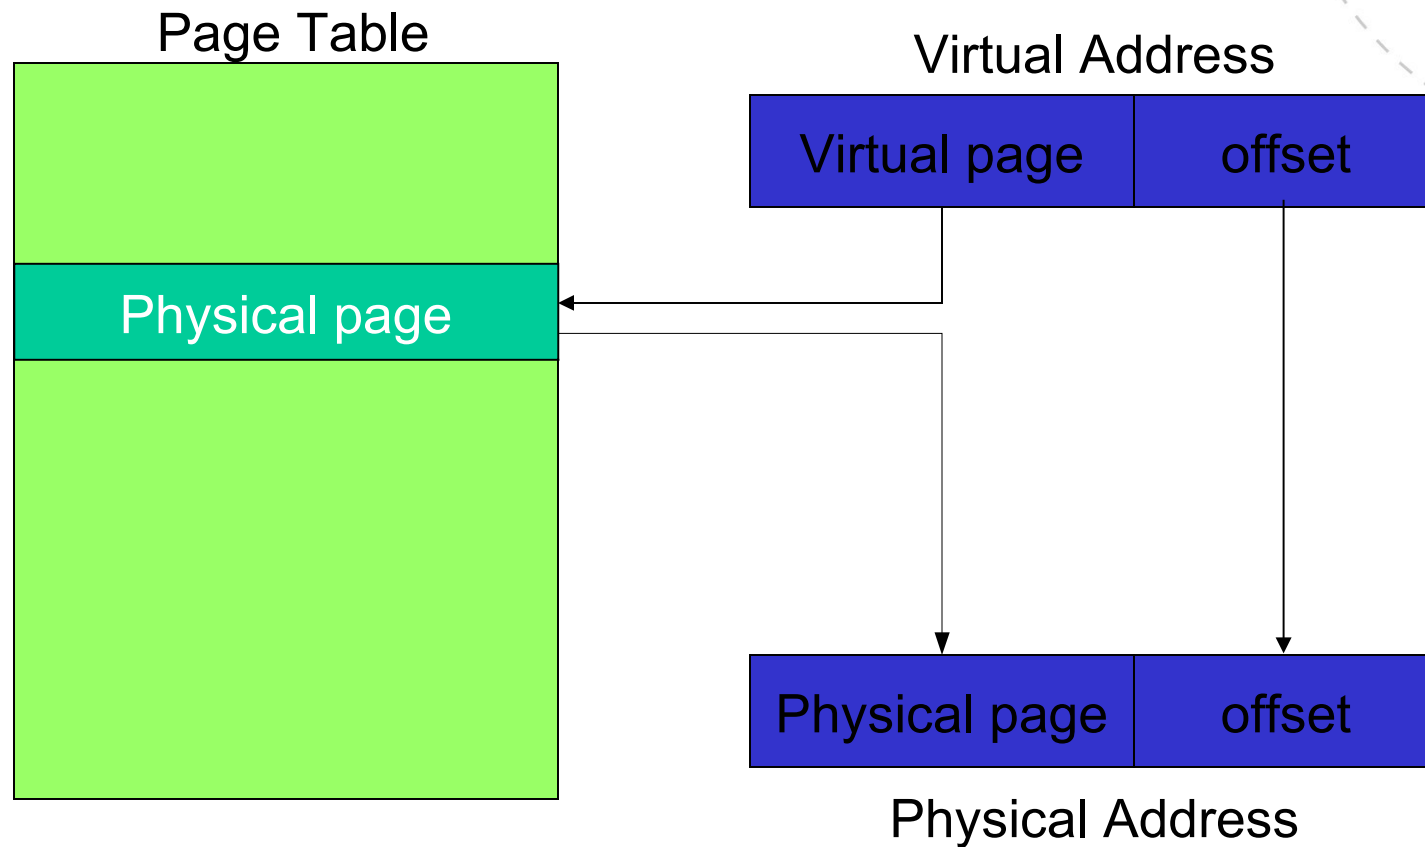 Page Table
Virtual Address
Virtual page
offset
Physical page
Physical page
offset
Physical Address